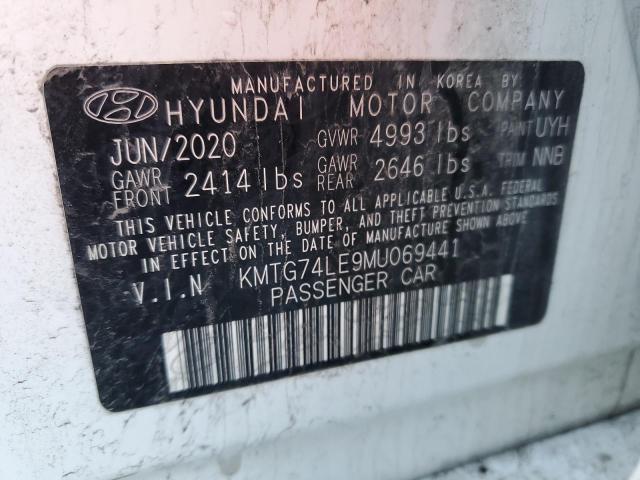 MANUFACTURED IN KOREA BY
HYUNDAI MOTOR COMPANY
JUN/2020 GVWR 4993 lbs PAINT UYH
GAWR FRONT 2414 lbs GAWR REAR 2646 lbs TRIM NNB
THIS VEHICLE CONFORMS TO ALL APPLICABLE U.S.A. FEDERAL
MOTOR VEHICLE SAFETY, BUMPER, AND THEFT PREVENTION STANDARDS
IN EFFECT ON THE DATE OF MANUFACTURE SHOWN ABOVE.
V.I.N KMTG74LE9MU069441
PASSENGER CAR